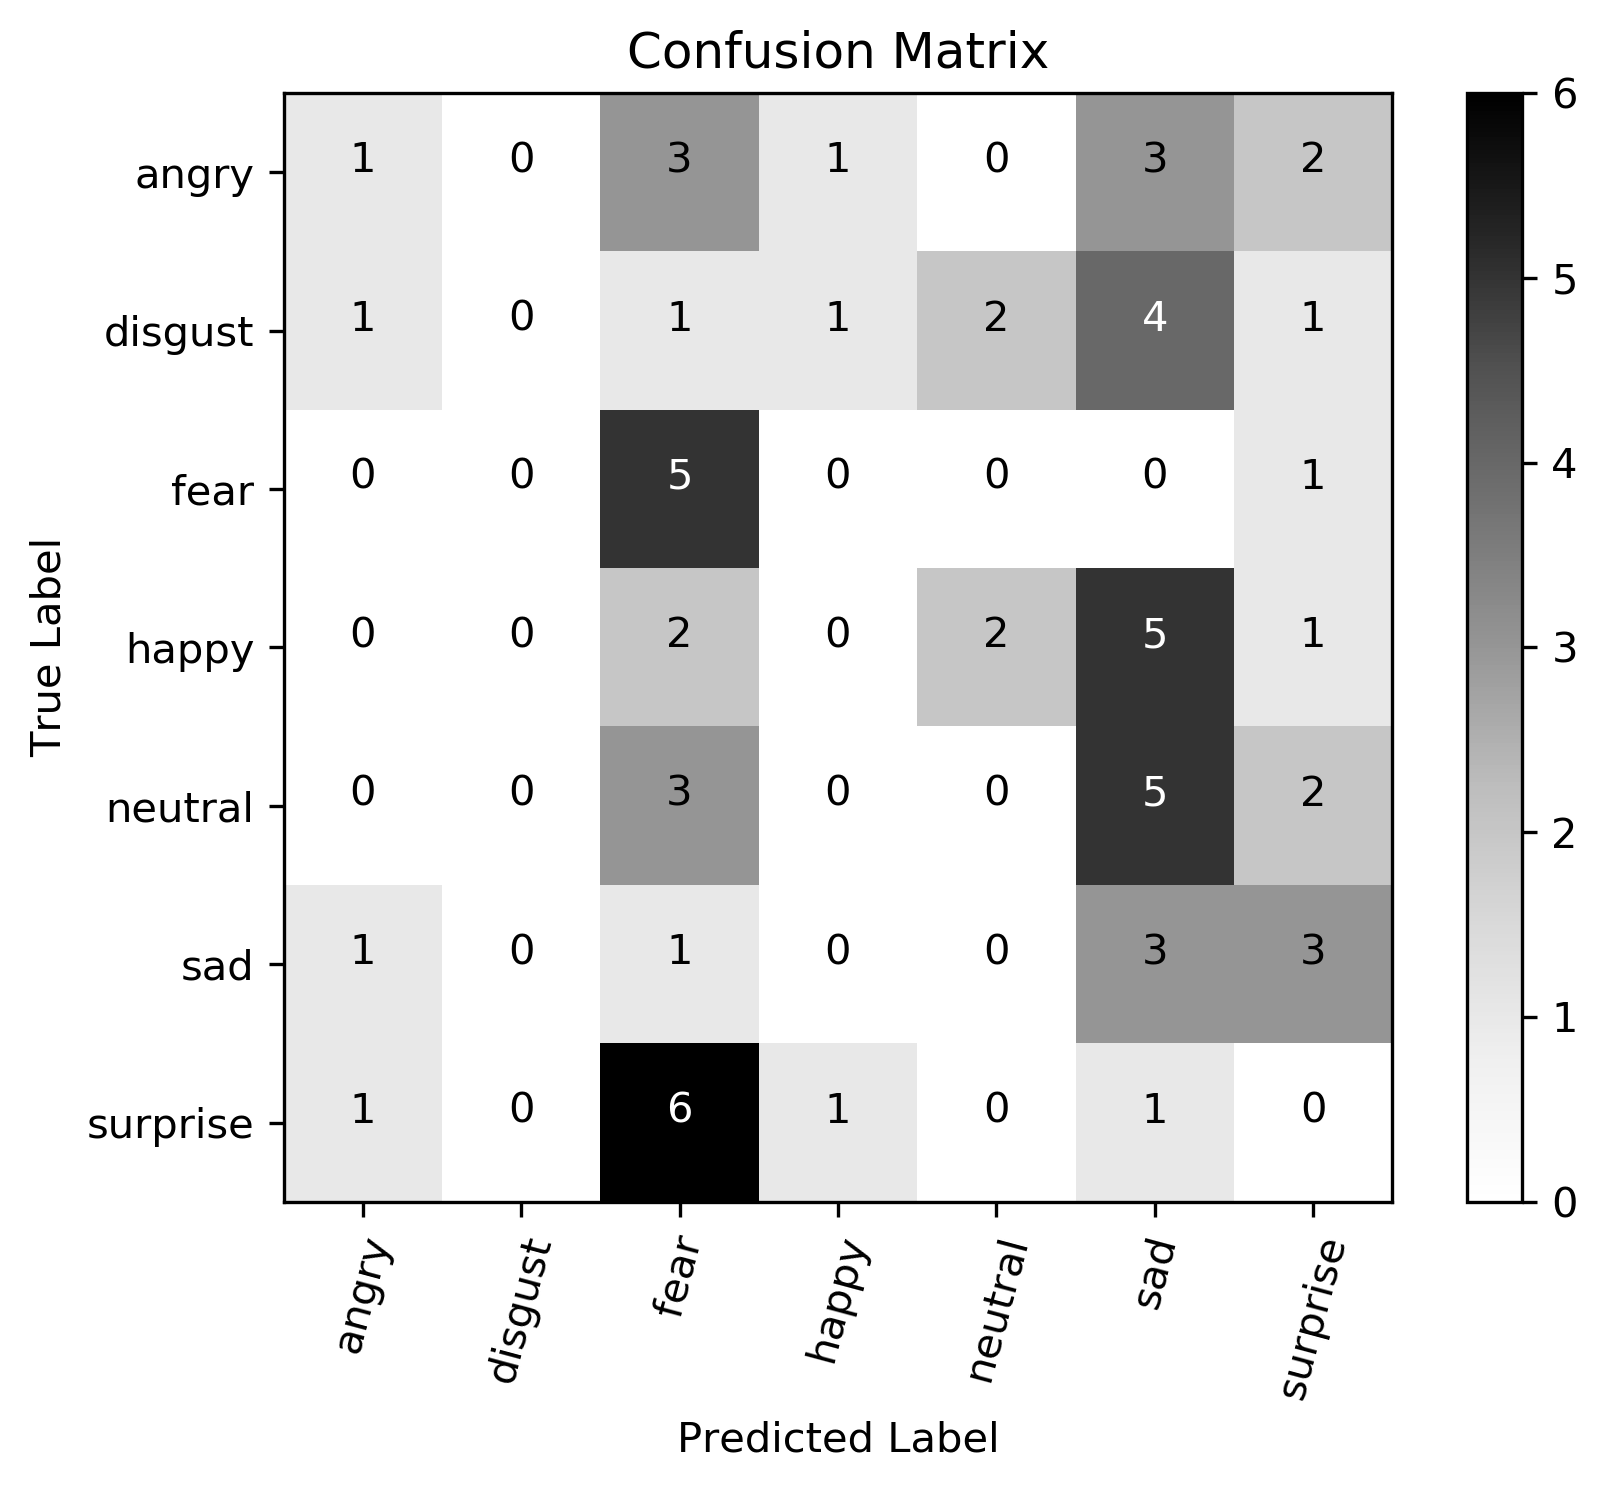 Confusion Matrix
angry 1 0 3 1 0 3 2
disgust 1 0 1 1 2 4 1
fear 0 0 5 0 0 0 1
happy 0 0 2 0 2 5 1
neutral 0 0 3 0 0 5 2
sad 1 0 1 0 0 3 3
surprise 1 0 6 1 0 1 0
True Label
angry disgust fear happy neutral sad surprise
Predicted Label
6
5
4
3
2
1
0